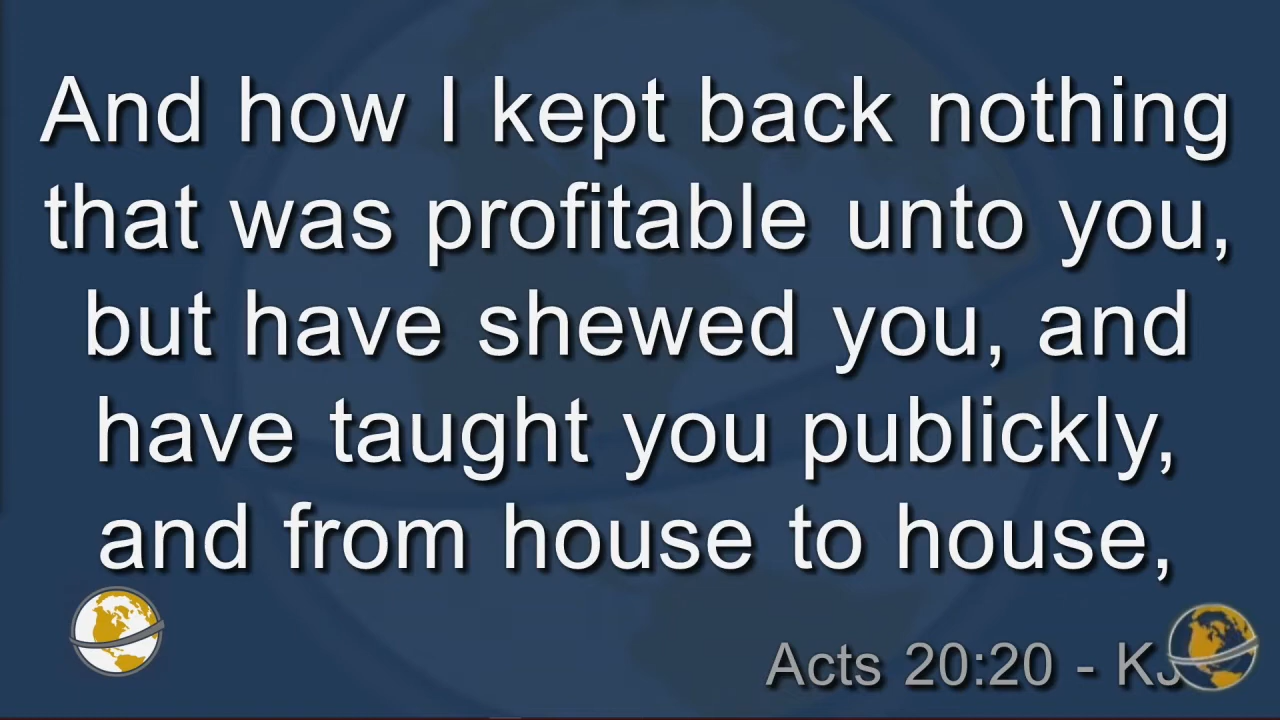 And how I kept back nothing
that was profitable unto you,
but have shewed you, and
have taught you publickly,
and from house to house,
Acts 20:20 - KJ